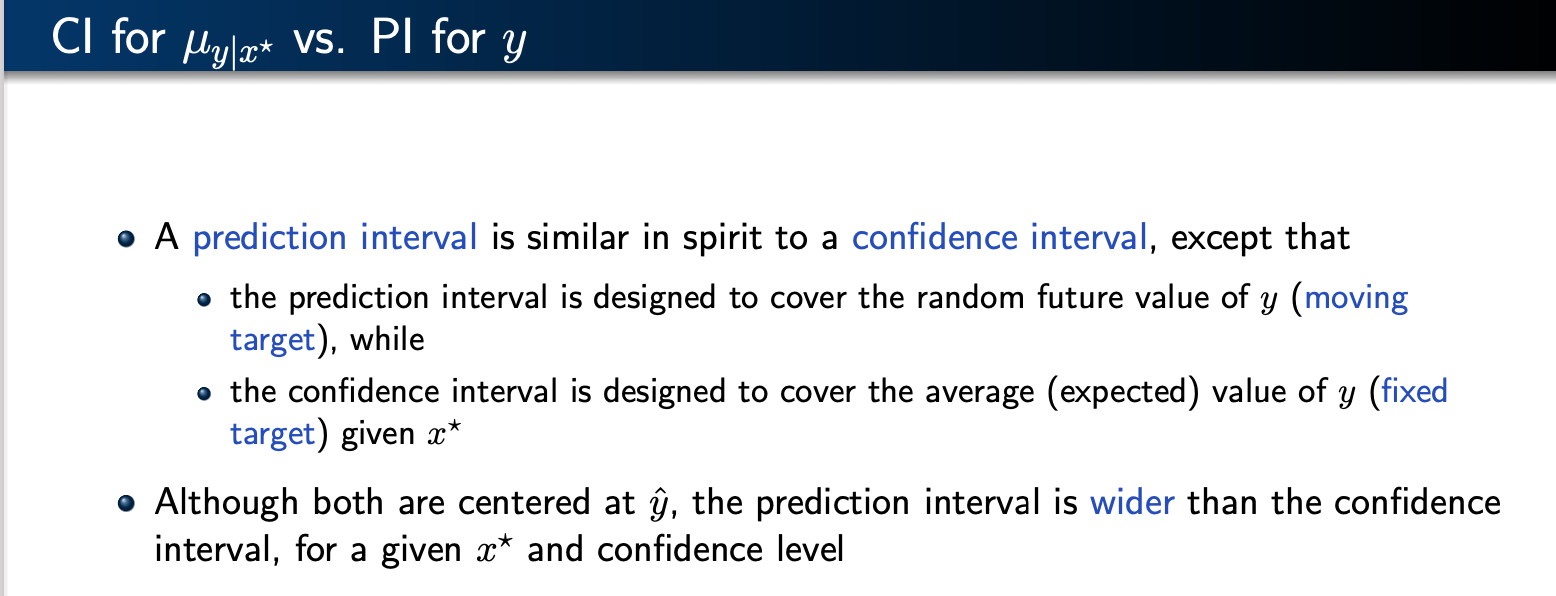 CI for μ_{y|x⋆} vs. PI for y
A prediction interval is similar in spirit to a confidence interval, except that
the prediction interval is designed to cover the random future value of y (moving
target), while
the confidence interval is designed to cover the average (expected) value of y (fixed
target) given x⋆
Although both are centered at ŷ, the prediction interval is wider than the confidence
interval, for a given x⋆ and confidence level